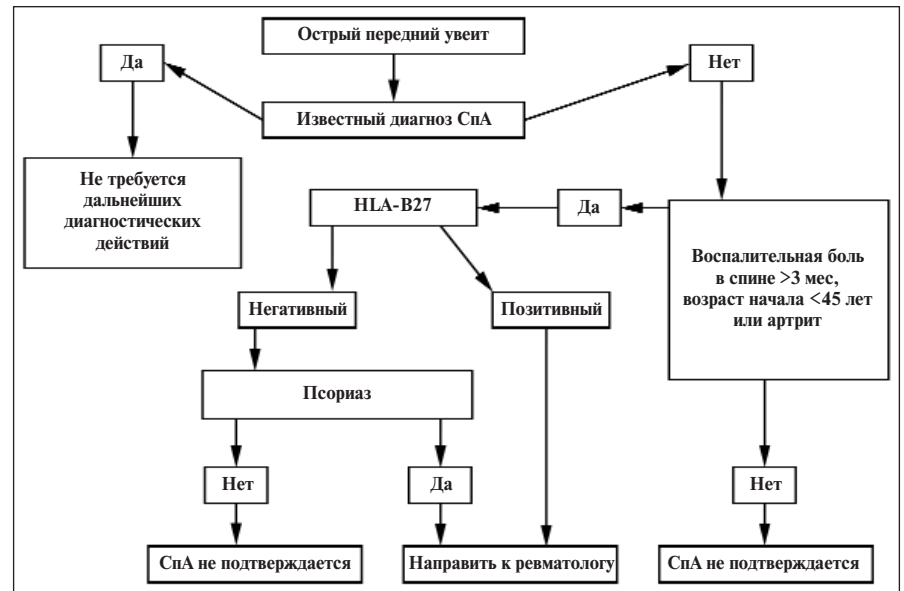 Острый передний увеит
Да
Нет
Известный диагноз СпА
Не требуется
дальнейших
диагностических
действий
HLA-B27
Да
Воспалительная боль
в спине >3 мес,
возраст начала <45 лет
или артрит
Негативный
Позитивный
Псориаз
Нет
Да
Нет
СпА не подтверждается
Направить к ревматологу
СпА не подтверждается